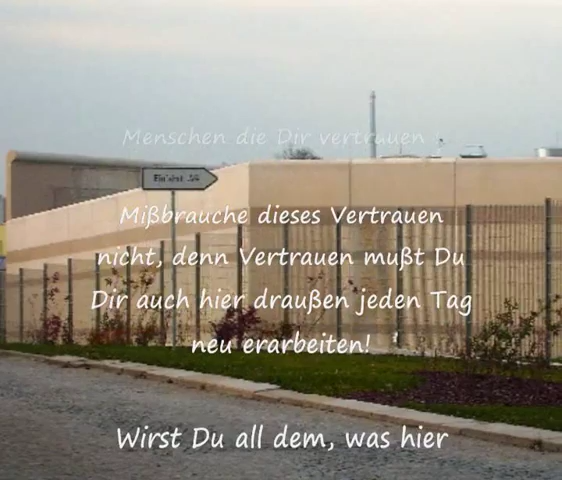 Menschen die Dir vertrauen
Mißbrauche dieses Vertrauen
nicht, denn Vertrauen mußt Du
Dir auch hier draußen jeden Tag
neu erarbeiten!
Wirst Du all dem, was hier